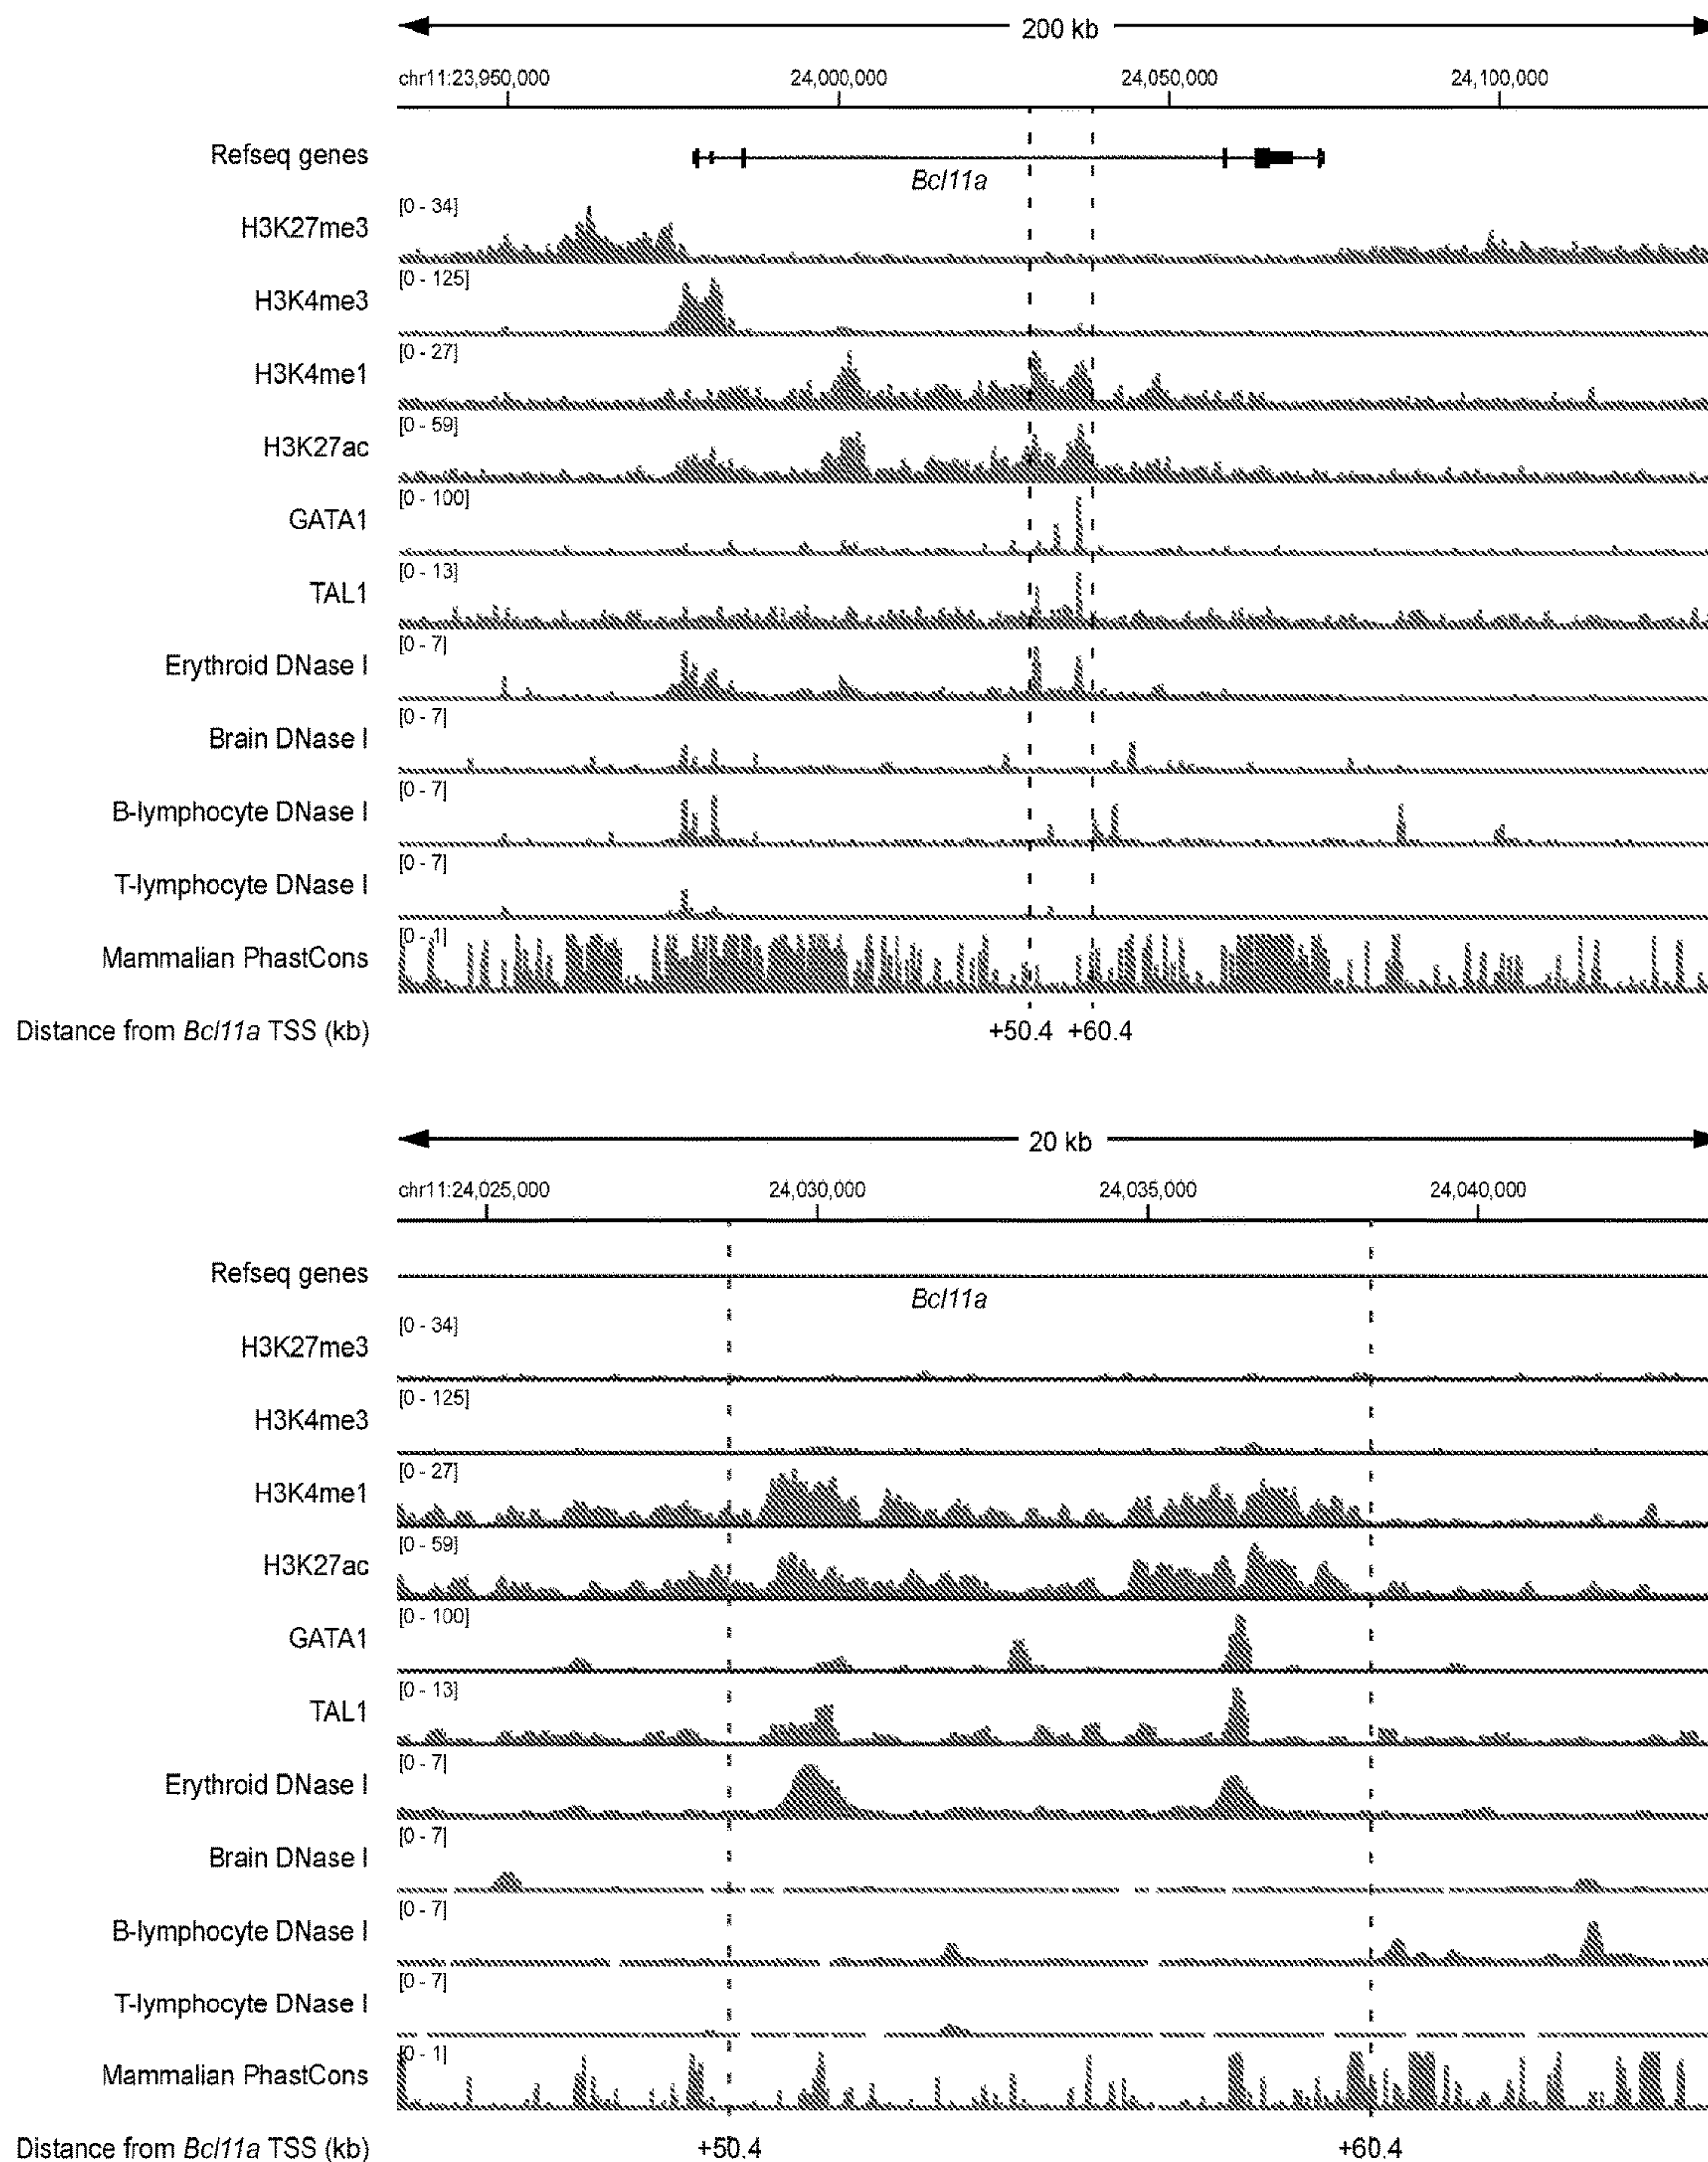 200 kb
chr11:23,950,000 24,000,000 24,050,000 24,100,000
Refseq genes
Bcl11a
[0 - 34]
H3K27me3
[0 - 125]
H3K4me3
[0 - 27]
H3K4me1
[0 - 59]
H3K27ac
[0 - 100]
GATA1
[0 - 13]
TAL1
[0 - 7]
Erythroid DNase I
[0 - 7]
Brain DNase I
[0 - 7]
B-lymphocyte DNase I
[0 - 7]
T-lymphocyte DNase I
[0 - 1]
Mammalian PhastCons
Distance from Bcl11a TSS (kb) +50.4 +60.4
20 kb
chr11:24,025,000 24,030,000 24,035,000 24,040,000
Refseq genes
Bcl11a
[0 - 34]
H3K27me3
[0 - 125]
H3K4me3
[0 - 27]
H3K4me1
[0 - 59]
H3K27ac
[0 - 100]
GATA1
[0 - 13]
TAL1
[0 - 7]
Erythroid DNase I
[0 - 7]
Brain DNase I
[0 - 7]
B-lymphocyte DNase I
[0 - 7]
T-lymphocyte DNase I
[0 - 1]
Mammalian PhastCons
Distance from Bcl11a TSS (kb) +50.4 +60.4